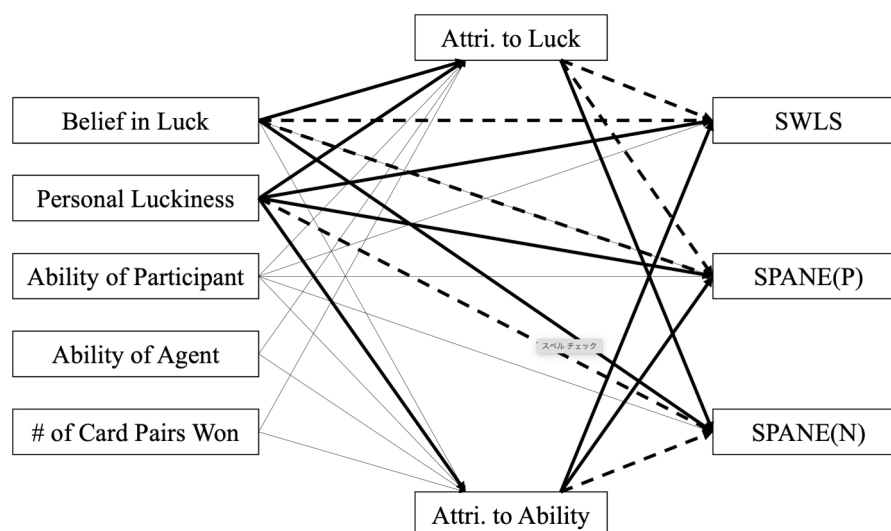 Attri. to Luck
Belief in Luck
SWLS
Personal Luckiness
Ability of Participant
SPANE(P)
Ability of Agent
スペル チェック
# of Card Pairs Won
SPANE(N)
Attri. to Ability